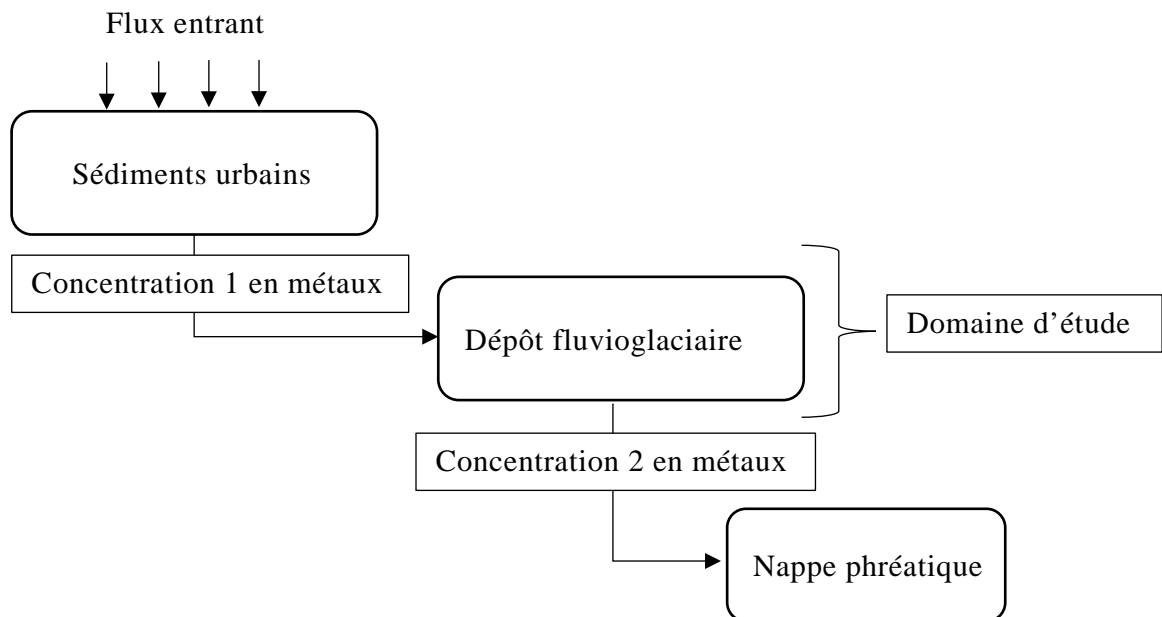 Flux entrant
Sédiments urbains
Concentration 1 en métaux
Dépôt fluvioglaciaire
Domaine d’étude
Concentration 2 en métaux
Nappe phréatique